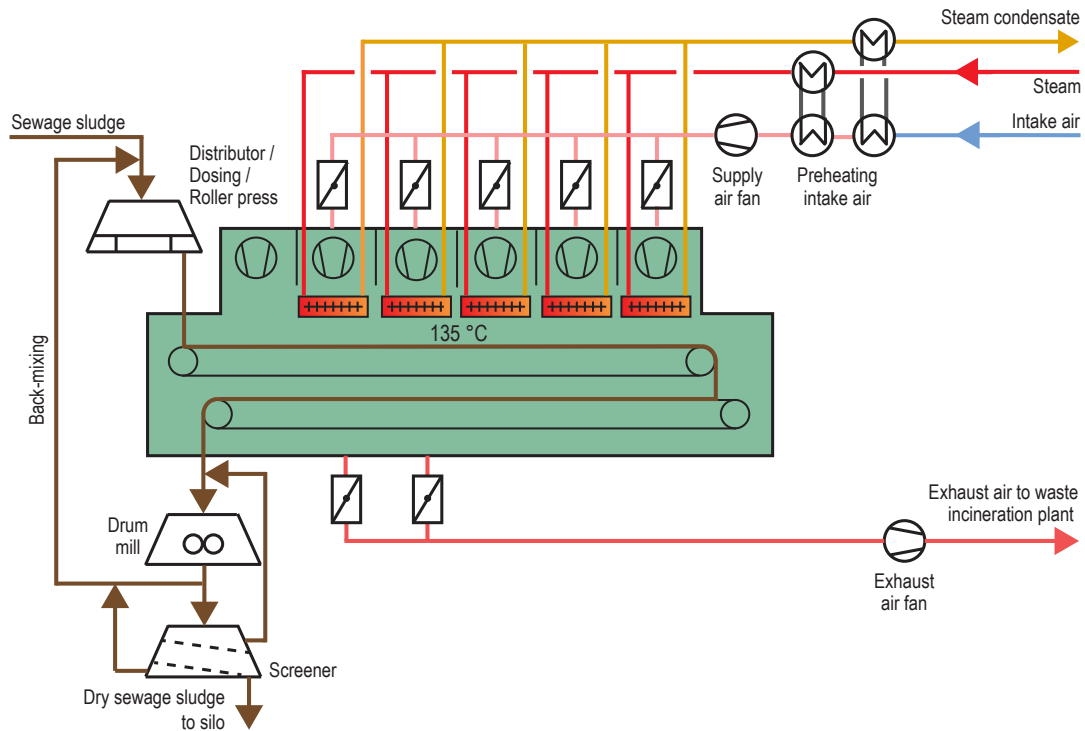 Steam condensate
Steam
Sewage sludge
Intake air
Distributor /
Dosing /
Roller press
Supply
air fan
Preheating
intake air
135 °C
Back-mixing
Exhaust air to waste
incineration plant
Drum
mill
Exhaust
air fan
Screener
Dry sewage sludge
to silo